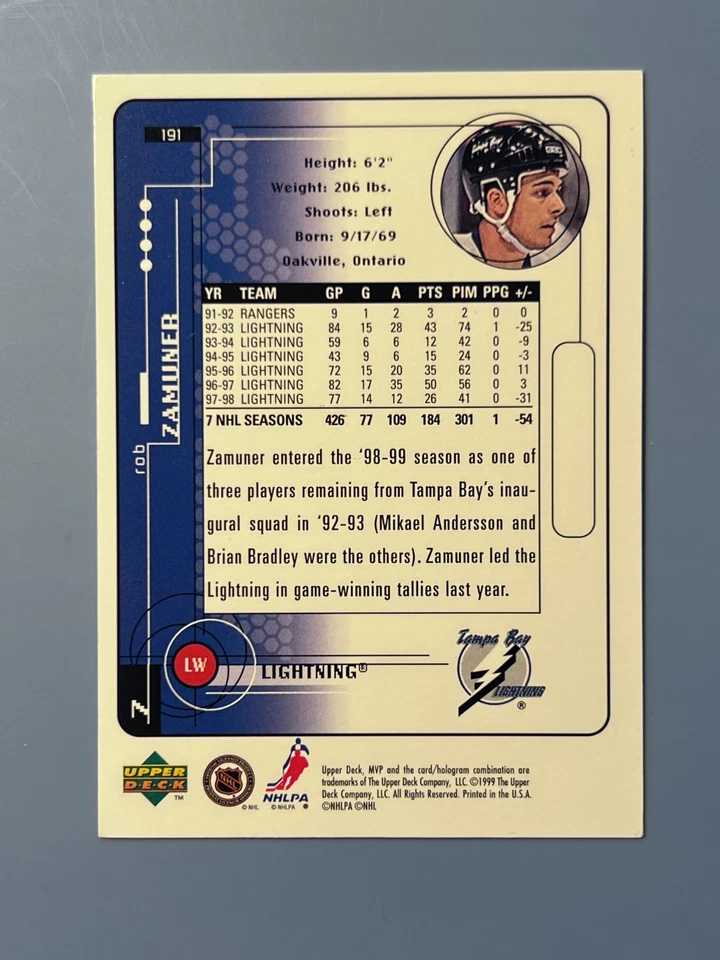 191
Height: 6'2"
Weight: 206 lbs.
Shoots: Left
Born: 9/17/69
Oakville, Ontario
rob ZAMUNER
YR TEAM GP G A PTS PIM PPG +/-
91-92 RANGERS 9 1 2 3 2 0 0
92-93 LIGHTNING 84 15 28 43 74 1 -25
93-94 LIGHTNING 59 6 6 12 42 0 -9
94-95 LIGHTNING 43 9 6 15 24 0 -3
95-96 LIGHTNING 72 15 20 35 62 0 11
96-97 LIGHTNING 82 17 35 50 56 0 3
97-98 LIGHTNING 77 14 12 26 41 0 -31
7 NHL SEASONS 426 77 109 184 301 1 -54
Zamuner entered the '98-99 season as one of
three players remaining from Tampa Bay's inau-
gural squad in '92-93 (Mikael Andersson and
Brian Bradley were the others). Zamuner led the
Lightning in game-winning tallies last year.
7
LW
LIGHTNING®
Tampa Bay
LIGHTNING
®
UPPER
DECK
TM
NHL
© NHL
NHLPA
© NHLPA ®
Upper Deck, MVP and the card/hologram combination are
trademarks of The Upper Deck Company, LLC. ©1999 The Upper
Deck Company, LLC. All Rights Reserved. Printed in the U.S.A.
©NHLPA ©NHL